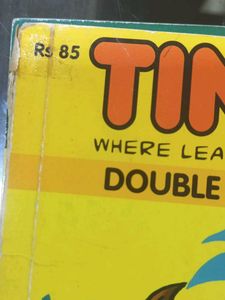 Rs 85
TIN
WHERE LEA
DOUBLE